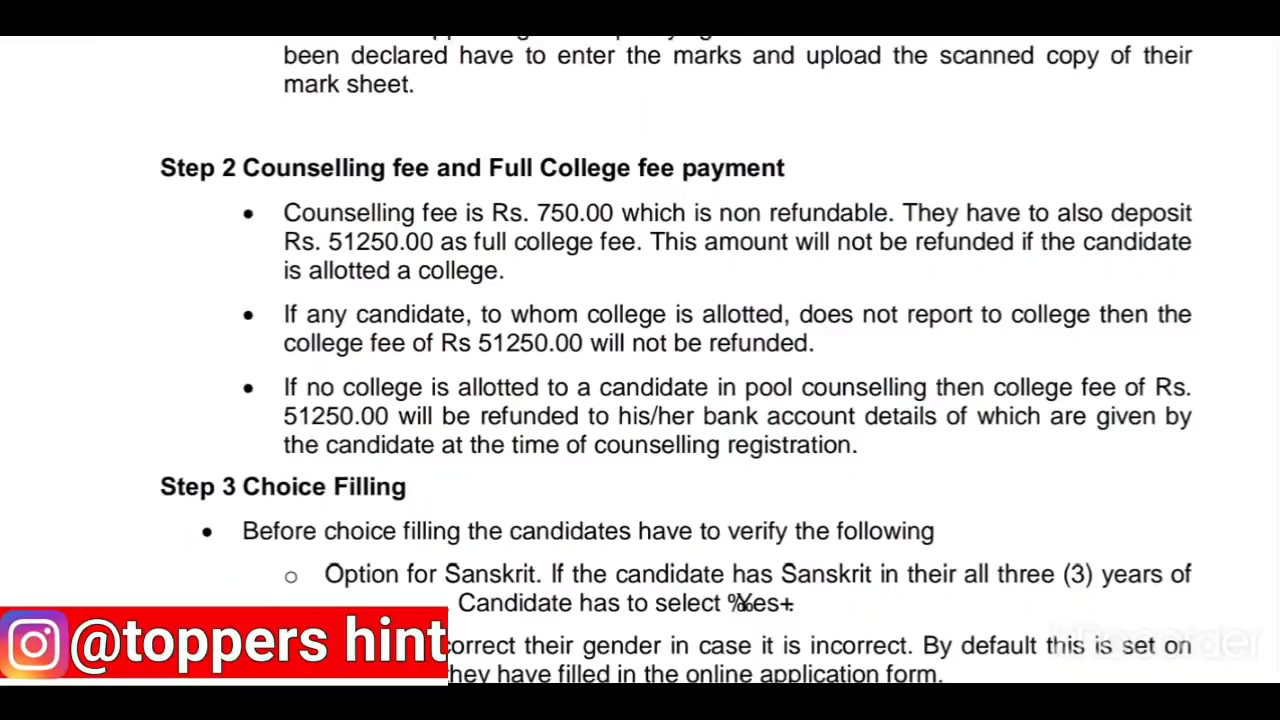 been declared have to enter the marks and upload the scanned copy of their
mark sheet.
Step 2 Counselling fee and Full College fee payment
• Counselling fee is Rs. 750.00 which is non refundable. They have to also deposit
Rs. 51250.00 as full college fee. This amount will not be refunded if the candidate
is allotted a college.
• If any candidate, to whom college is allotted, does not report to college then the
college fee of Rs 51250.00 will not be refunded.
• If no college is allotted to a candidate in pool counselling then college fee of Rs.
51250.00 will be refunded to his/her bank account details of which are given by
the candidate at the time of counselling registration.
Step 3 Choice Filling
• Before choice filling the candidates have to verify the following
o Option for Sanskrit. If the candidate has Sanskrit in their all three (3) years of
Candidate has to select %Yes+.
correct their gender in case it is incorrect. By default this is set on
they have filled in the online application form.
@toppers hint
XRecorder